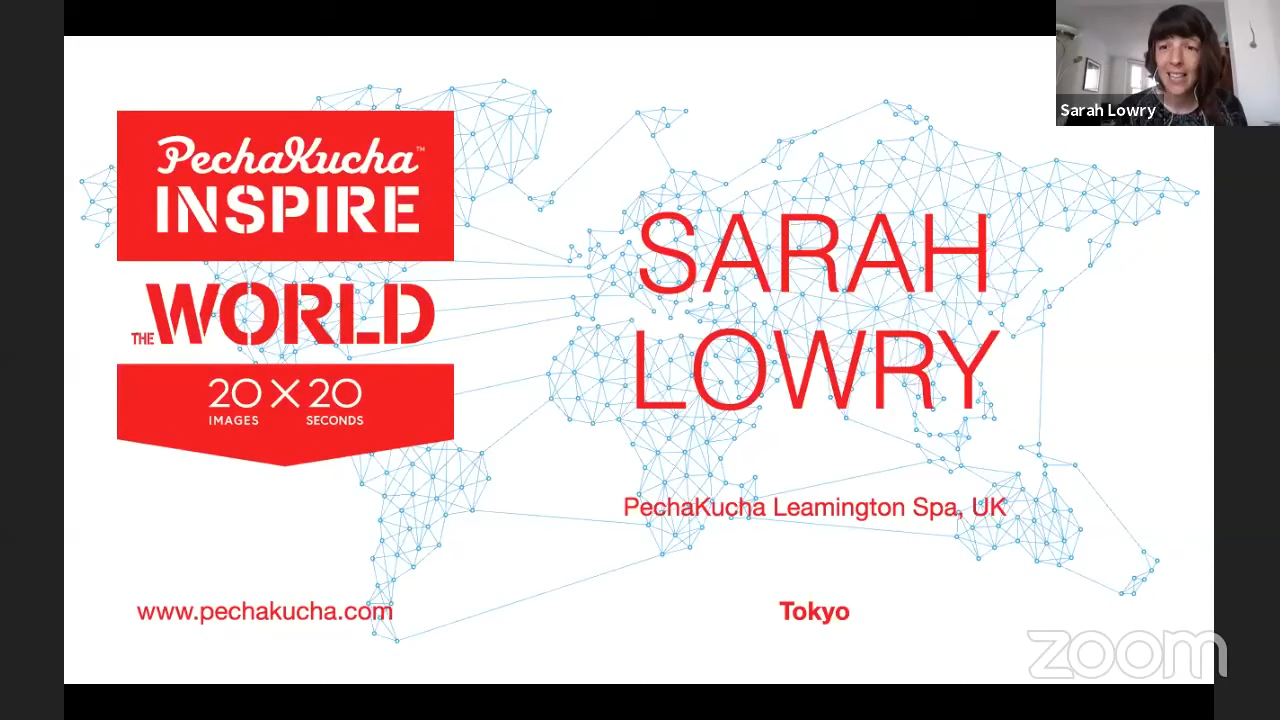 Sarah Lowry
PechaKucha™
INSPIRE
THE WORLD
20 X 20
IMAGES SECONDS
SARAH
LOWRY
PechaKucha Leamington Spa, UK
www.pechakucha.com
Tokyo
zoom